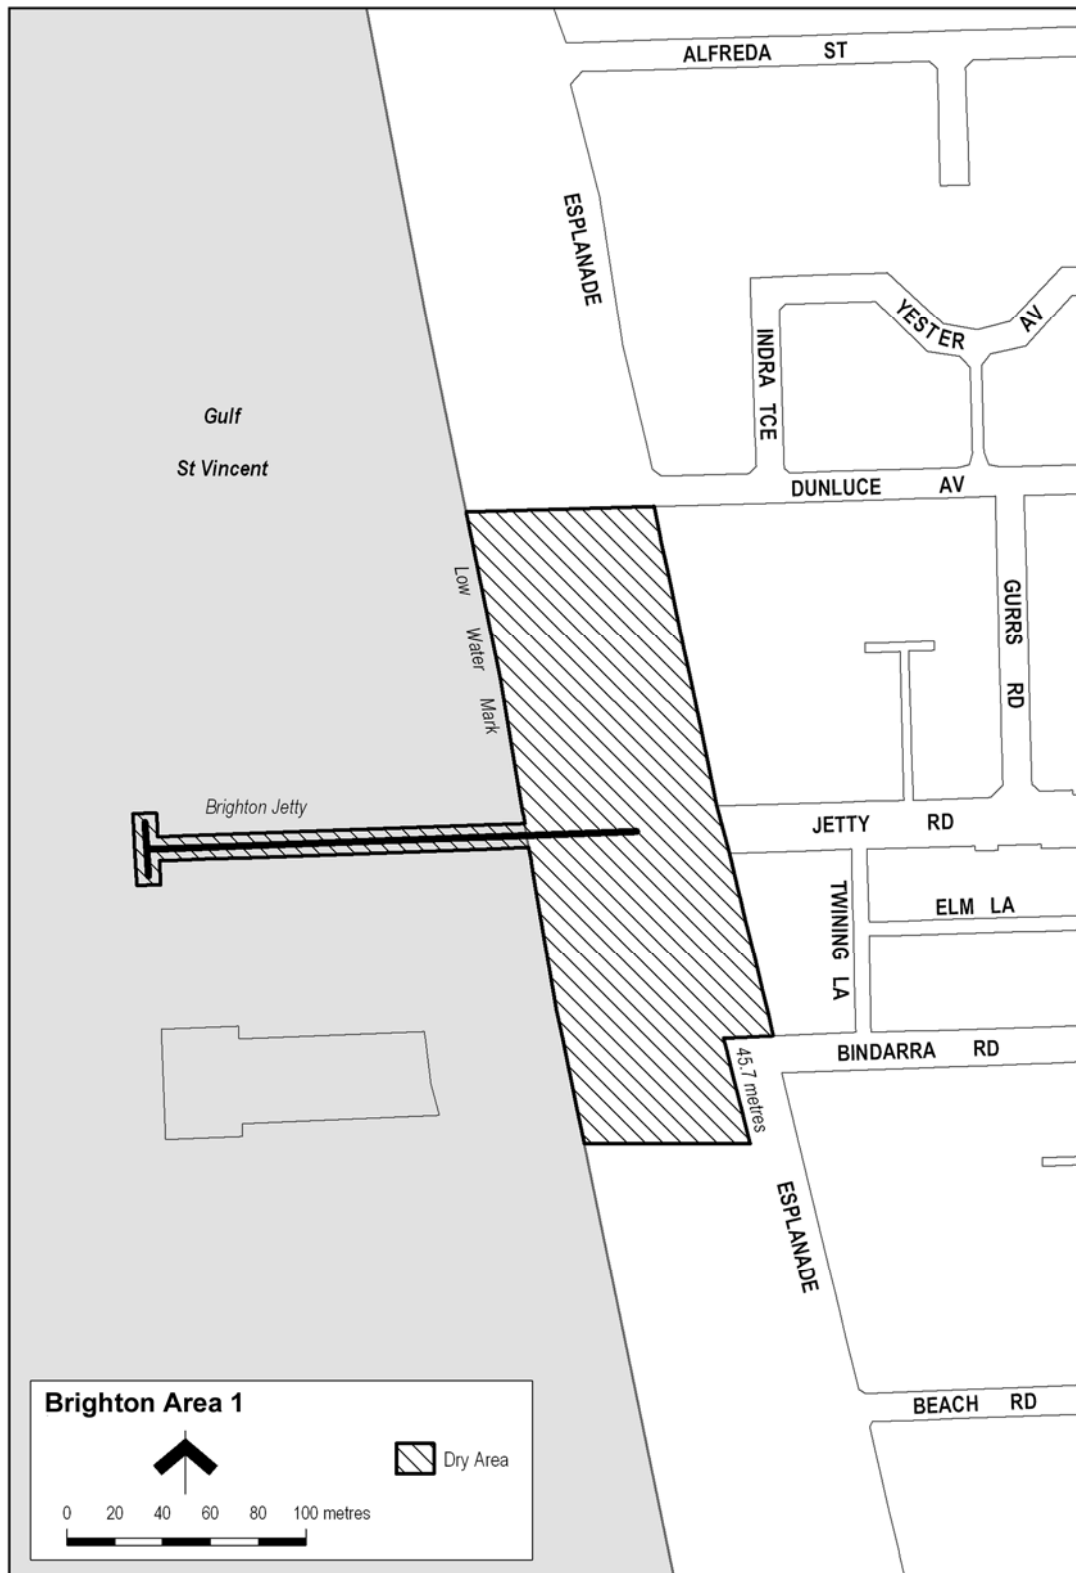 ALFREDA ST
ESPLANADE
YESTER AV
INDRA TCE
Gulf
St Vincent
DUNLUCE AV
Low Water Mark
GURRS RD
Brighton Jetty
JETTY RD
TWINING LA
ELM LA
BINDARRA RD
45.7 metres
ESPLANADE
BEACH RD
Brighton Area 1
Dry Area
0 20 40 60 80 100 metres